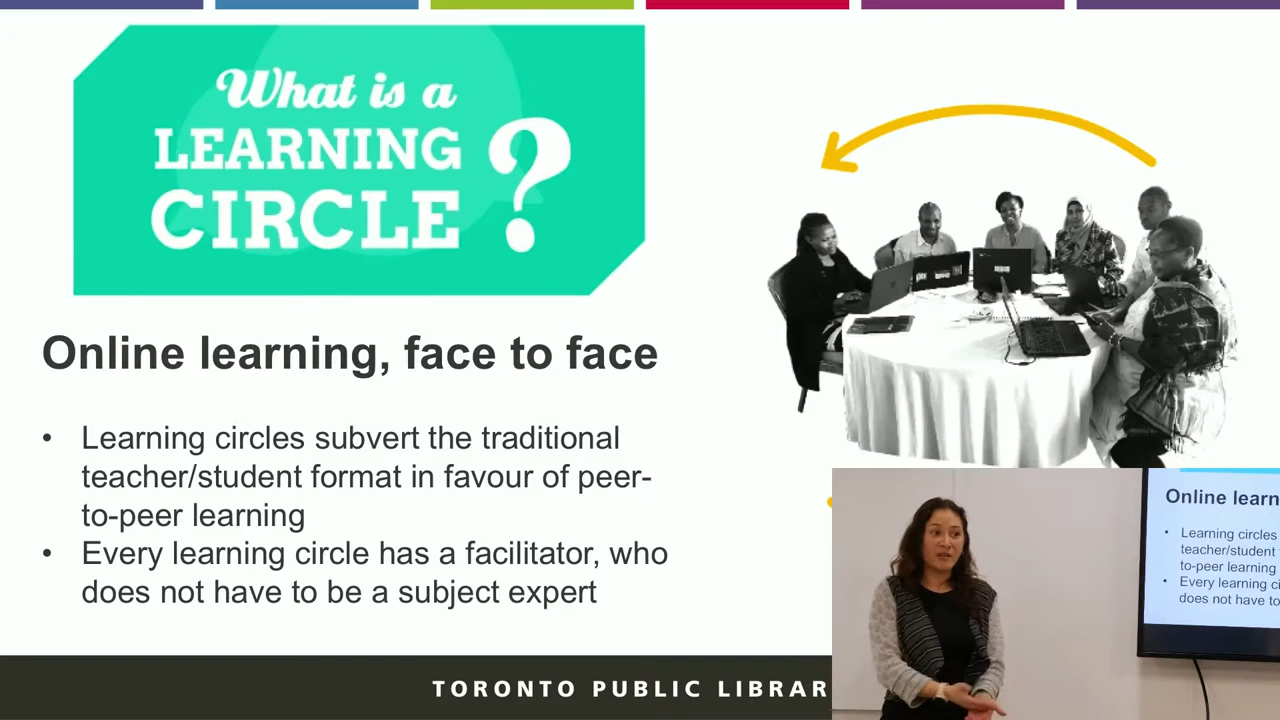 What is a
LEARNING
CIRCLE ?
Online learning, face to face
• Learning circles subvert the traditional
teacher/student format in favour of peer-
to-peer learning
• Every learning circle has a facilitator, who
does not have to be a subject expert
TORONTO PUBLIC LIBRAR
Online learn
• Learning circles
teacher/student
to-peer learning
• Every learning ci
does not have to